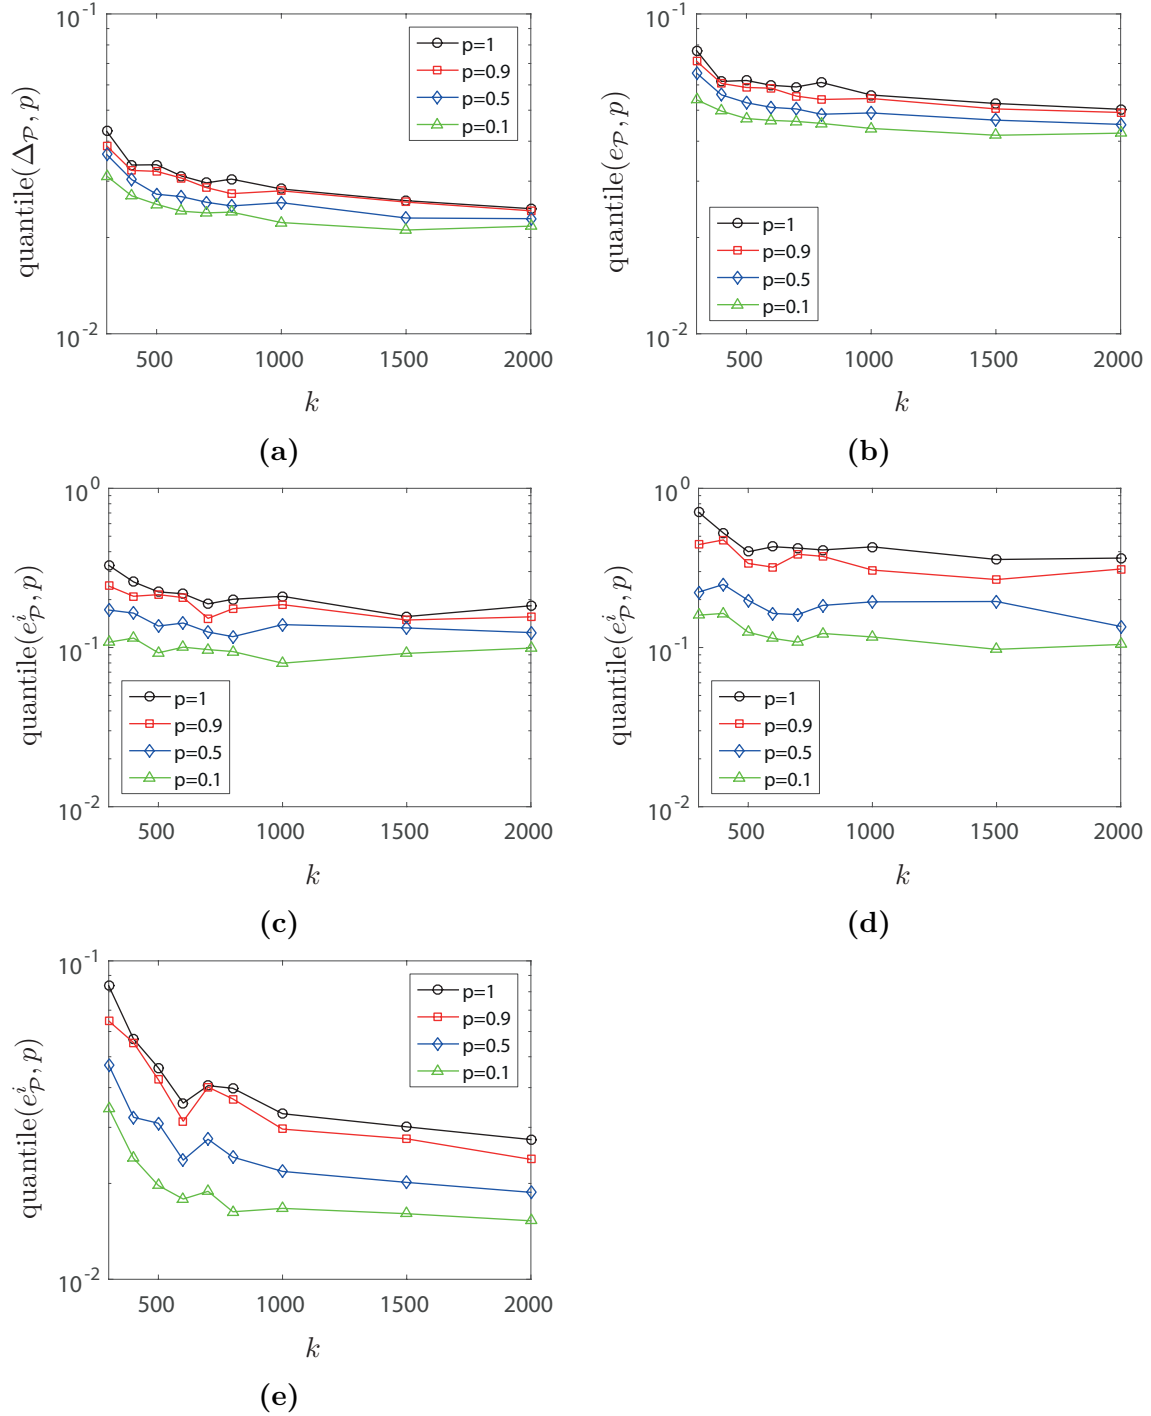 10^-1
p=1
p=0.9
p=0.5
p=0.1
quantile(Δ_𝒫, p)
10^-2
500 1000 1500 2000
k
(a)
10^-1
quantile(e_𝒫, p)
p=1
p=0.9
p=0.5
p=0.1
10^-2
500 1000 1500 2000
k
(b)
10^0
quantile(e^i_𝒫, p)
10^-1
p=1
p=0.9
p=0.5
p=0.1
10^-2
500 1000 1500 2000
k
(c)
10^0
quantile(e^i_𝒫, p)
10^-1
p=1
p=0.9
p=0.5
p=0.1
10^-2
500 1000 1500 2000
k
(d)
10^-1
p=1
p=0.9
p=0.5
p=0.1
quantile(e^i_𝒫, p)
10^-2
500 1000 1500 2000
k
(e)